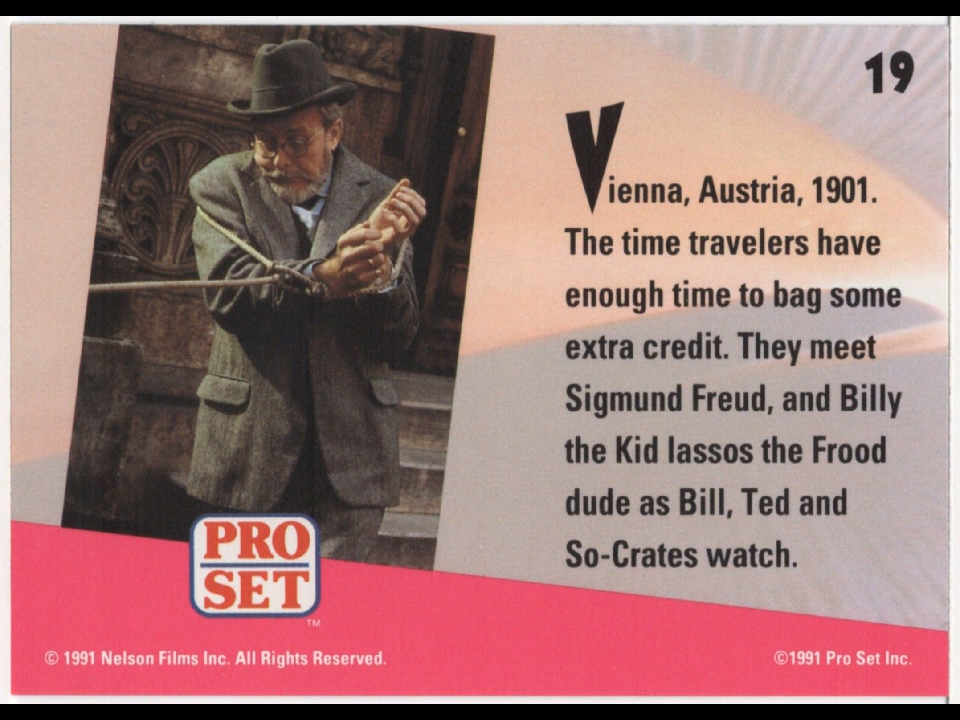 19
Vienna, Austria, 1901.
The time travelers have
enough time to bag some
extra credit. They meet
Sigmund Freud, and Billy
the Kid lassos the Frood
dude as Bill, Ted and
So-Crates watch.
PRO
SET
TM
© 1991 Nelson Films Inc. All Rights Reserved.
©1991 Pro Set Inc.